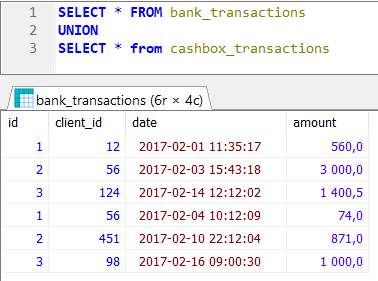 1 SELECT * FROM bank_transactions
2 UNION
3 SELECT * from cashbox_transactions
bank_transactions (6r × 4c)
id client_id date amount
1 12 2017-02-01 11:35:17 560,0
2 56 2017-02-03 15:43:18 3 000,0
3 124 2017-02-14 12:12:02 1 400,5
1 56 2017-02-04 10:12:09 74,0
2 451 2017-02-10 22:12:04 871,0
3 98 2017-02-16 09:00:30 1 000,0